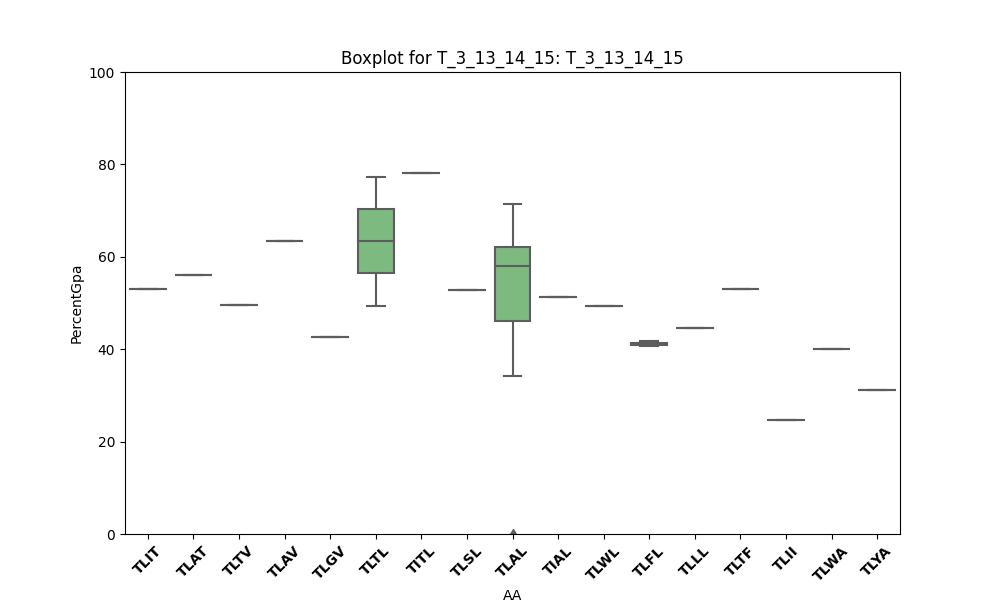 Boxplot for T_3_13_14_15: T_3_13_14_15
100
80
60
40
20
0
PercentGpa
TLIT
TLAT
TLTV
TLAV
TLGV
TLTL
TITL
TLSL
TLAL
TIAL
TLWL
TLFL
TLLL
TLTF
TLII
TLWA
TLYA
AA